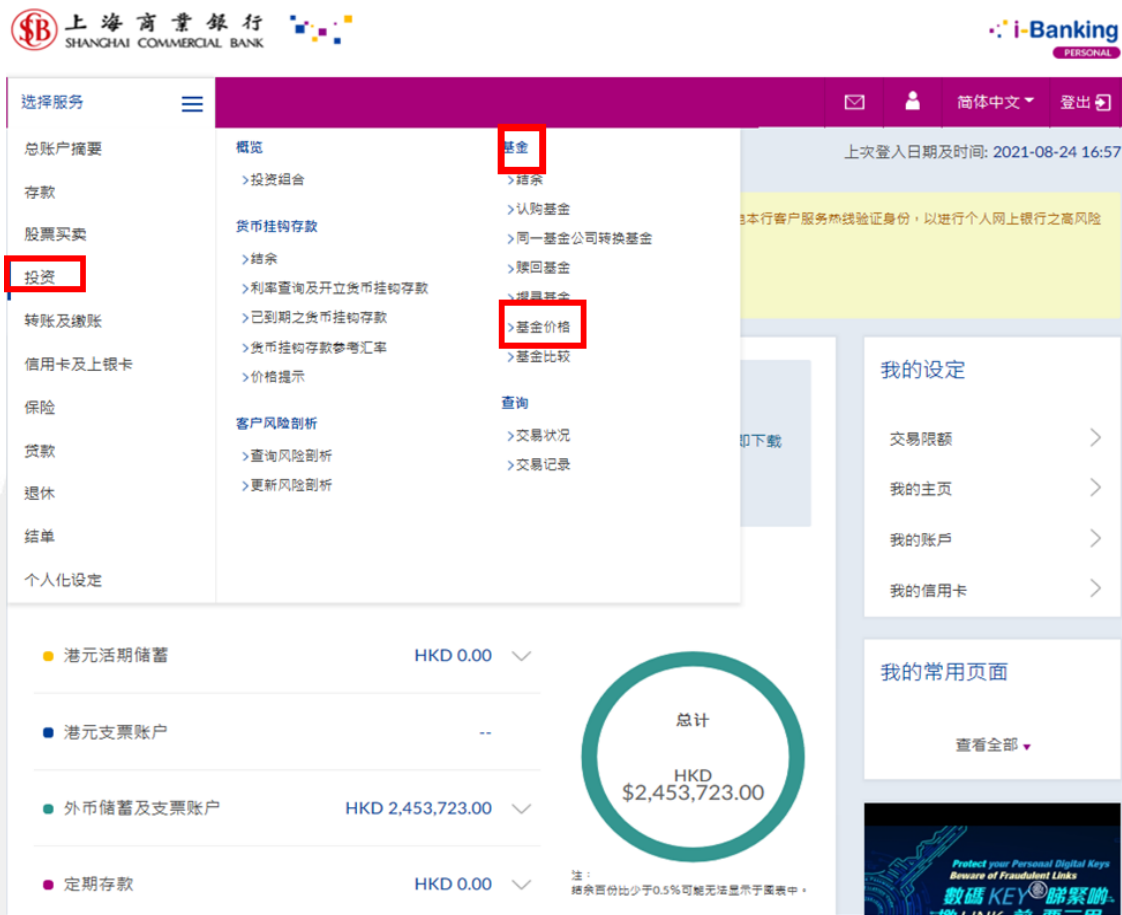 上海商業銀行
SHANGHAI COMMERCIAL BANK
i-Banking
PERSONAL
选择服务
简体中文
登出
总账户摘要
存款
股票买卖
投资
转账及缴账
信用卡及上银卡
保险
贷款
退休
结单
个人化设定
概览
>投资组合
货币挂钩存款
>结余
>利率查询及开立货币挂钩存款
>已到期之货币挂钩存款
>货币挂钩存款参考汇率
>价格提示
客户风险剖析
>查询风险剖析
>更新风险剖析
基金
>结余
>认购基金
>同一基金公司转换基金
>赎回基金
>搜寻基金
>基金价格
>基金比较
查询
>交易状况
>交易记录
上次登入日期及时间: 2021-08-24 16:57
本行客户服务热线验证身份，以进行个人网上银行之高风险
即下载
我的设定
交易限额
我的主页
我的账户
我的信用卡
我的常用页面
查看全部
港元活期储蓄 HKD 0.00
港元支票账户 --
外币储蓄及支票账户 HKD 2,453,723.00
定期存款 HKD 0.00
总计
HKD
$2,453,723.00
注：
结余百份比少于0.5%可能无法显示于图表中。
Protect your Personal Digital Keys
Beware of Fraudulent Links
數碼 KEY 睇緊啲